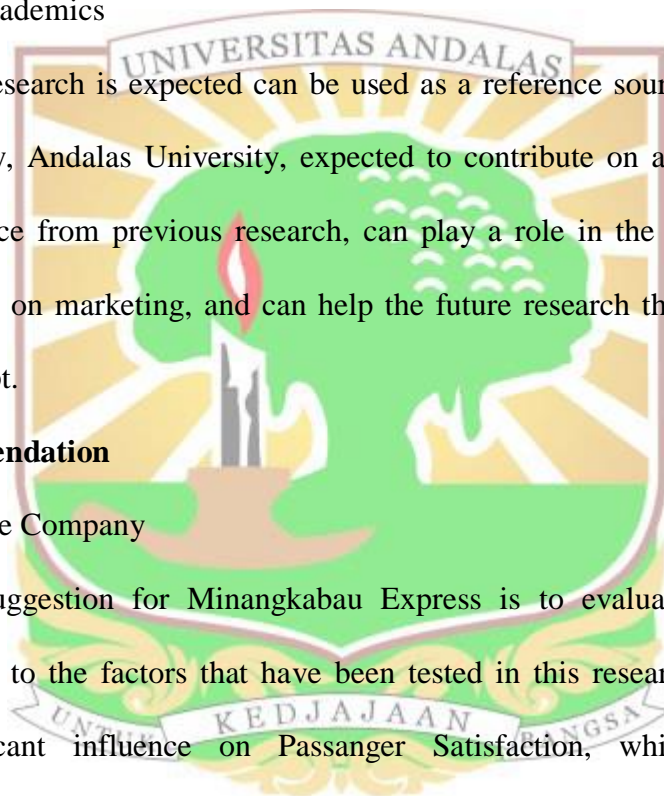 ademics
UNIVERSITAS ANDALAS
esearch is expected can be used as a reference sour
y, Andalas University, expected to contribute on a
ce from previous research, can play a role in the
on marketing, and can help the future research th
pt.
endation
e Company
uggestion for Minangkabau Express is to evalua
to the factors that have been tested in this resear
UNTUK KEDJAJAAN BANGSA
cant influence on Passanger Satisfaction, whi